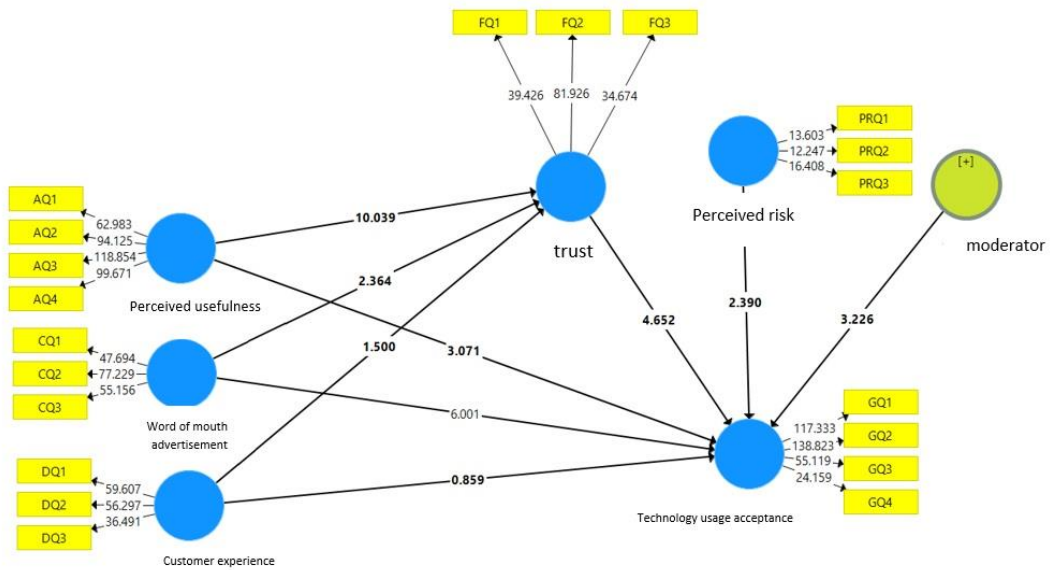 FQ1
FQ2
FQ3
39.426
81.926
34.674
PRQ1
PRQ2
PRQ3
13.603
12.247
16.408
Perceived risk
[+]
moderator
trust
AQ1
AQ2
AQ3
AQ4
62.983
94.125
118.854
99.671
Perceived usefulness
10.039
2.364
1.500
3.071
6.001
0.859
4.652
2.390
3.226
CQ1
CQ2
CQ3
47.694
77.229
55.156
Word of mouth
advertisement
DQ1
DQ2
DQ3
59.607
56.297
36.491
Customer experience
GQ1
GQ2
GQ3
GQ4
117.333
138.823
55.119
24.159
Technology usage acceptance